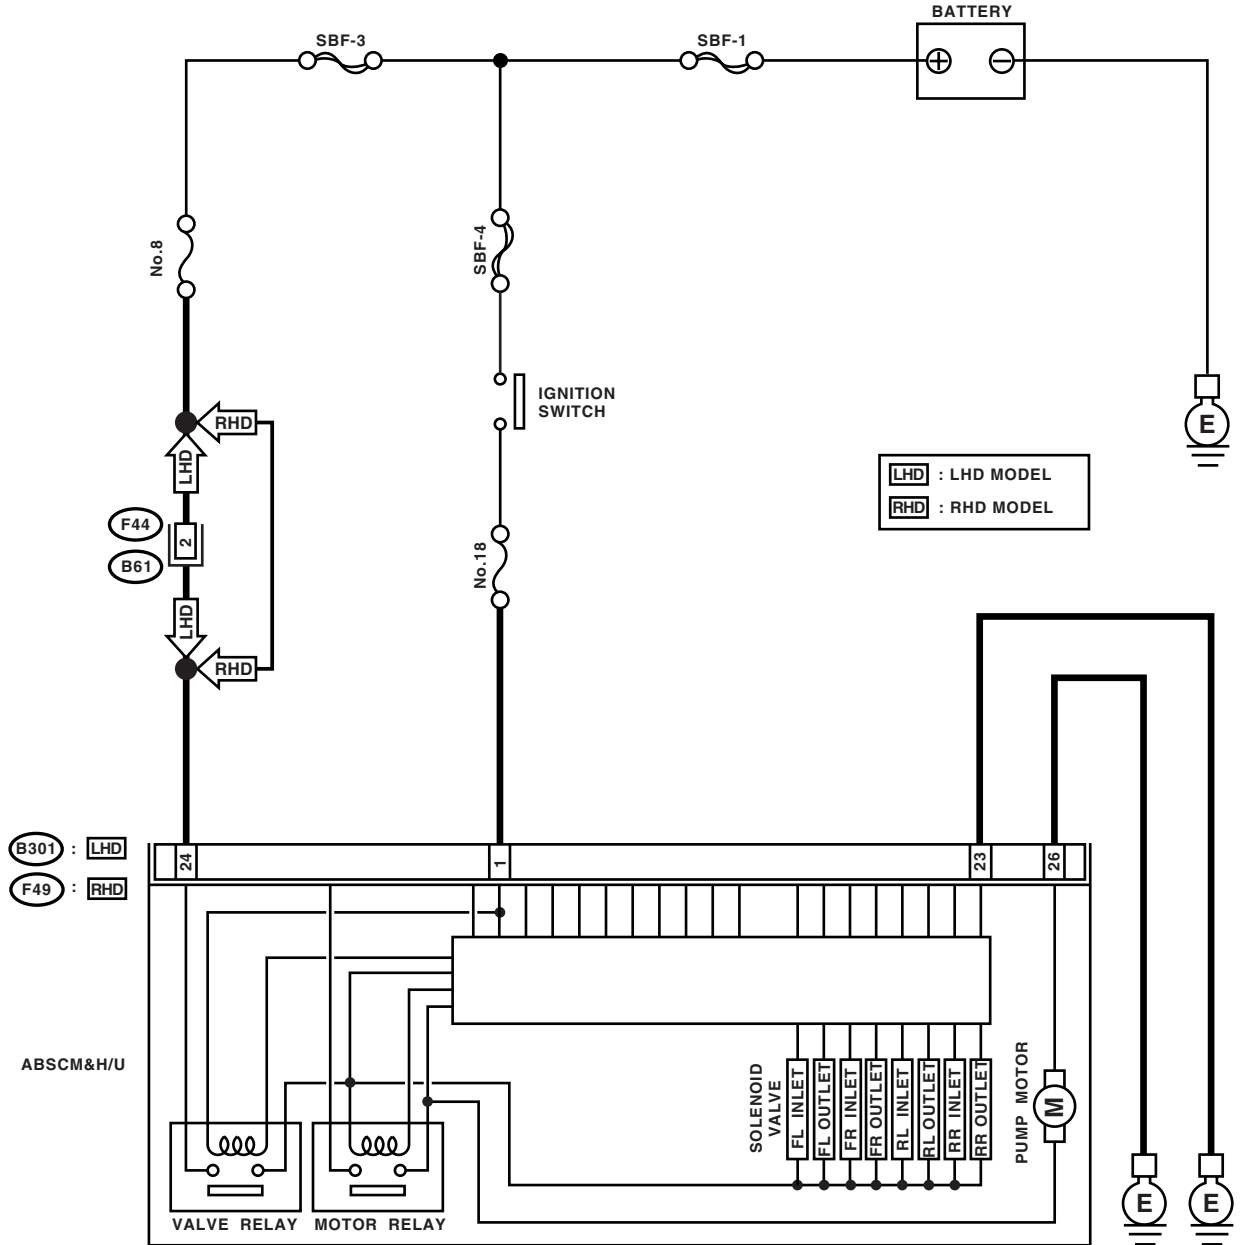 BATTERY
SBF-3
SBF-1
No.8
SBF-4
IGNITION
SWITCH
RHD
LHD
E
LHD : LHD MODEL
RHD : RHD MODEL
F44
2
B61
No.18
LHD
RHD
B301 : LHD
24
1
23
26
F49 : RHD
ABSCM&H/U
SOLENOID
VALVE
FL INLET
FL OUTLET
FR INLET
FR OUTLET
RL INLET
RL OUTLET
RR INLET
RR OUTLET
PUMP MOTOR
M
VALVE RELAY
MOTOR RELAY
E
E